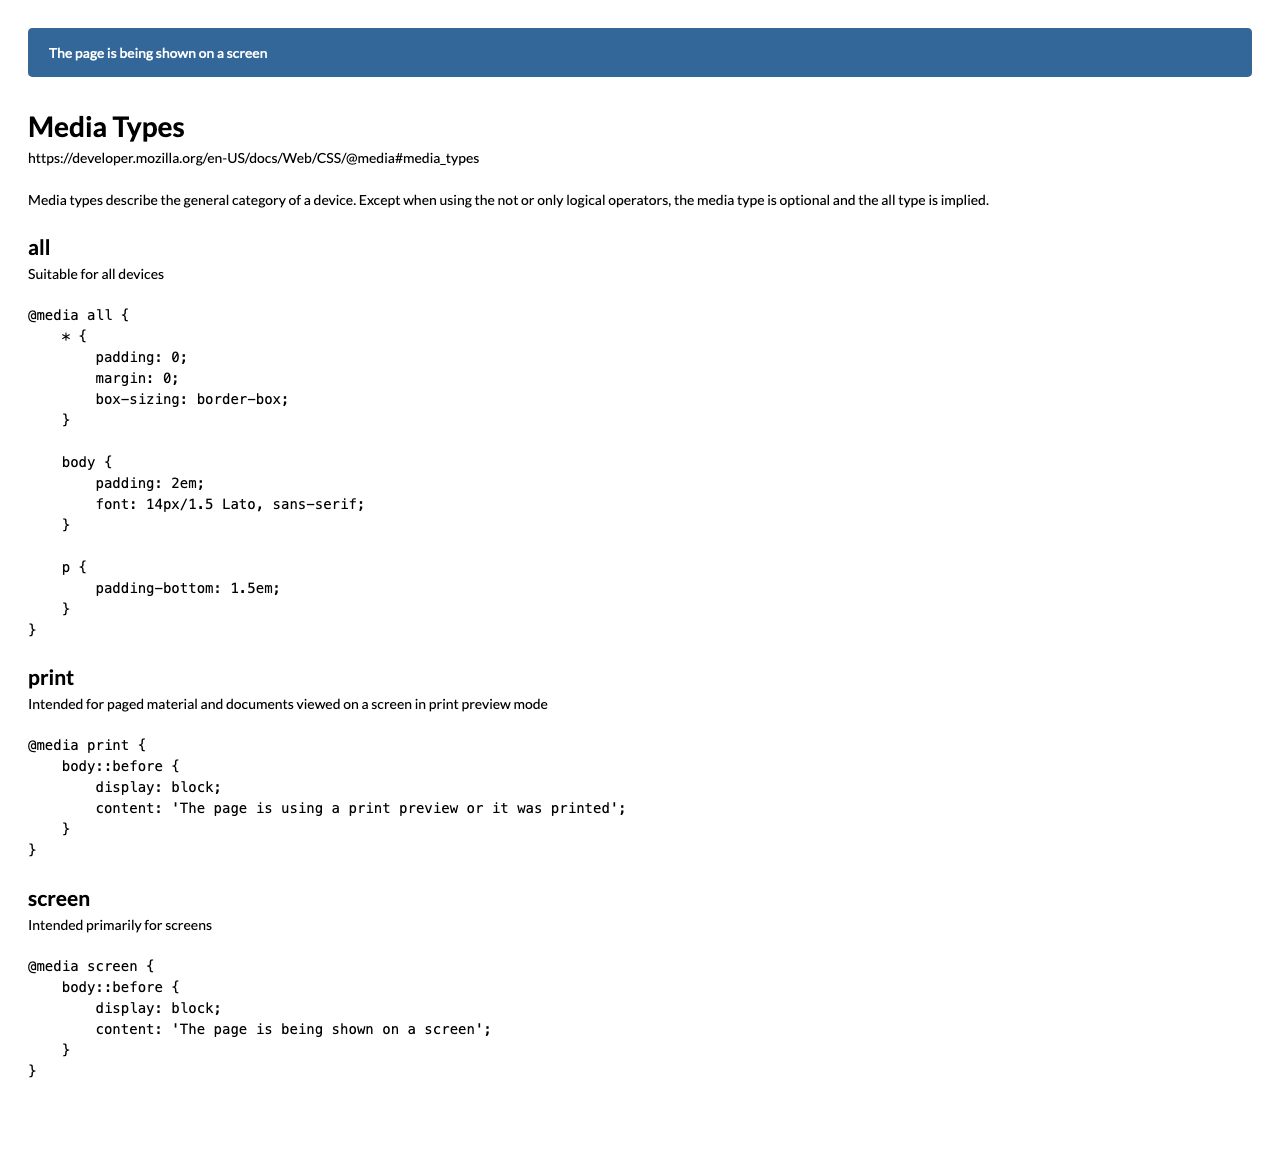 The page is being shown on a screen
Media Types
https://developer.mozilla.org/en-US/docs/Web/CSS/@media#media_types
Media types describe the general category of a device. Except when using the not or only logical operators, the media type is optional and the all type is implied.
all
Suitable for all devices
@media all {
    * {
        padding: 0;
        margin: 0;
        box-sizing: border-box;
    }

    body {
        padding: 2em;
        font: 14px/1.5 Lato, sans-serif;
    }

    p {
        padding-bottom: 1.5em;
    }
}
print
Intended for paged material and documents viewed on a screen in print preview mode
@media print {
    body::before {
        display: block;
        content: 'The page is using a print preview or it was printed';
    }
}
screen
Intended primarily for screens
@media screen {
    body::before {
        display: block;
        content: 'The page is being shown on a screen';
    }
}